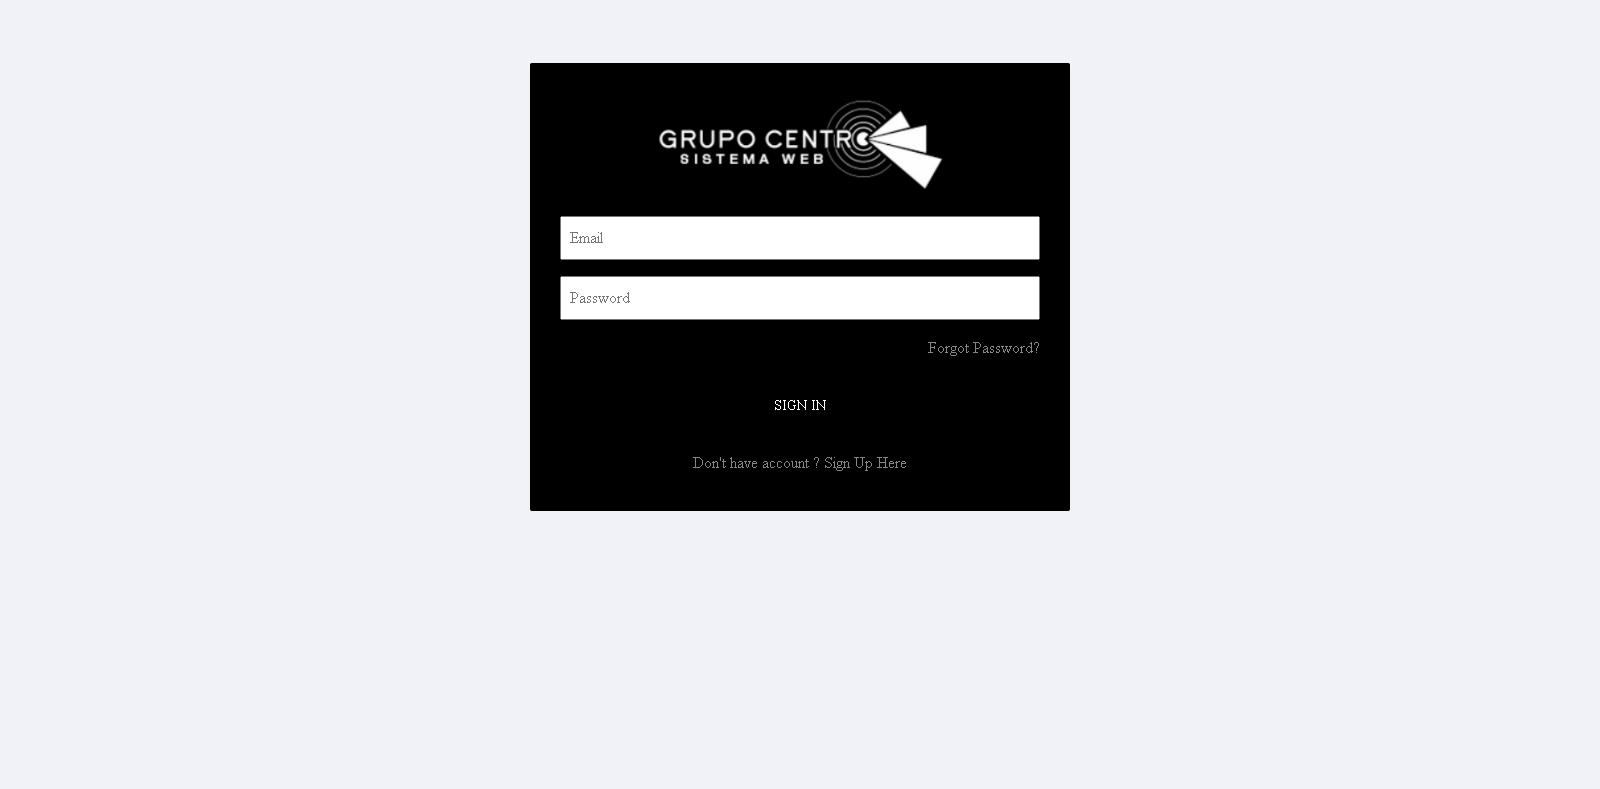 GRUPO CENTRO
SISTEMA WEB
Email
Password
Forgot Password?
SIGN IN
Don't have account ? Sign Up Here